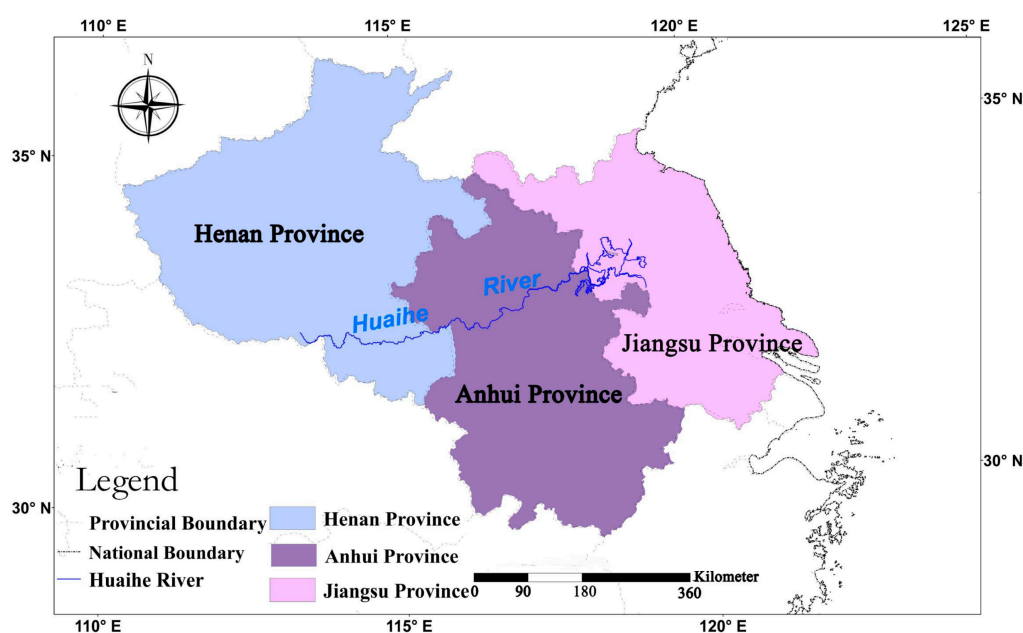 110° E 115° E 120° E 125° E
N
35° N
35° N
Henan Province
Huaihe River
Jiangsu Province
Anhui Province
30° N
30° N
Legend
Provincial Boundary
National Boundary
Huaihe River
Henan Province
Anhui Province
Jiangsu Province
Kilometer
0 90 180 360
110° E 115° E 120° E